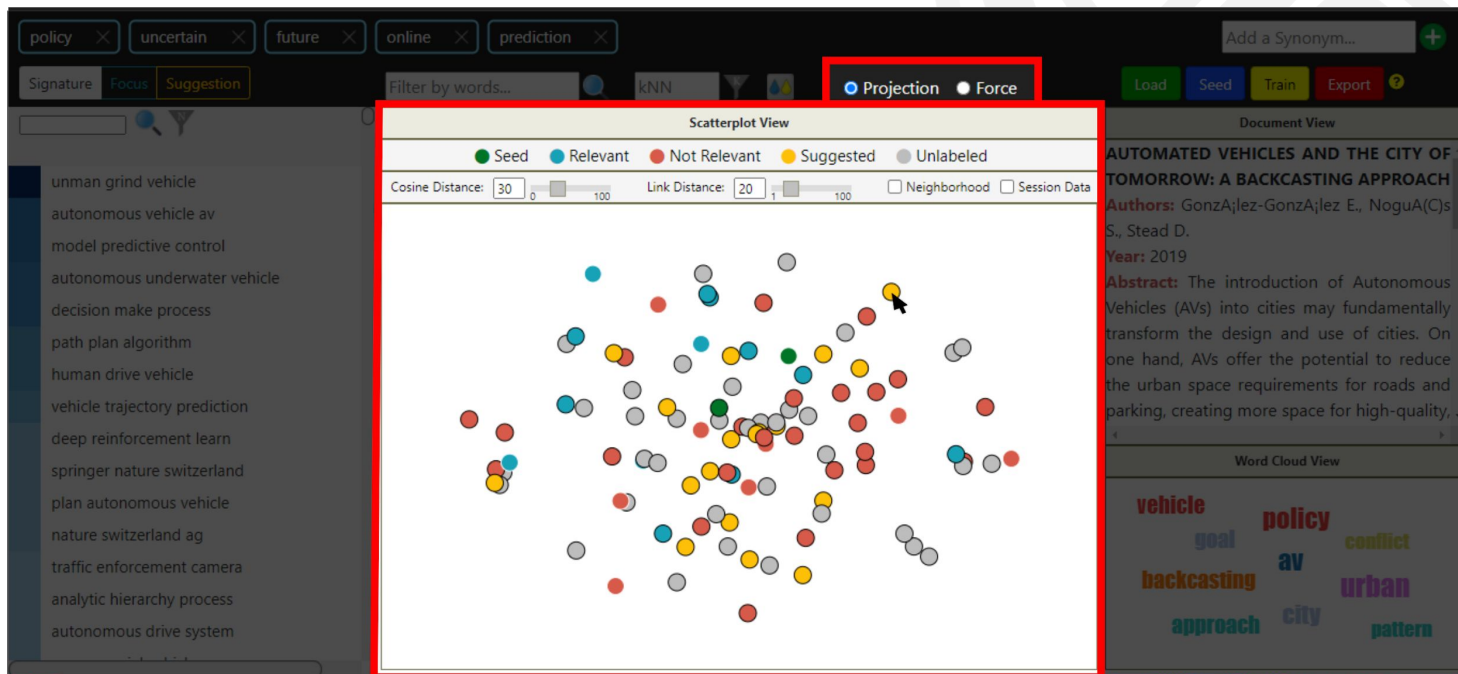 policy × uncertain × future × online × prediction × Add a Synonym...
Signature Focus Suggestion Filter by words... kNN Projection Force Load Seed Train Export ?
Scatterplot View
Seed Relevant Not Relevant Suggested Unlabeled
Cosine Distance: 30 0 100 Link Distance: 20 1 100 Neighborhood Session Data
unman grind vehicle
autonomous vehicle av
model predictive control
autonomous underwater vehicle
decision make process
path plan algorithm
human drive vehicle
vehicle trajectory prediction
deep reinforcement learn
springer nature switzerland
plan autonomous vehicle
nature switzerland ag
traffic enforcement camera
analytic hierarchy process
autonomous drive system
Document View
AUTOMATED VEHICLES AND THE CITY OF
TOMORROW: A BACKCASTING APPROACH
Authors: GonzA¡lez-GonzA¡lez E., NoguA(C)s
S., Stead D.
Year: 2019
Abstract: The introduction of Autonomous
Vehicles (AVs) into cities may fundamentally
transform the design and use of cities. On
one hand, AVs offer the potential to reduce
the urban space requirements for roads and
parking, creating more space for high-quality,
Word Cloud View
vehicle policy
goal conflict
av
backcasting urban
approach city pattern